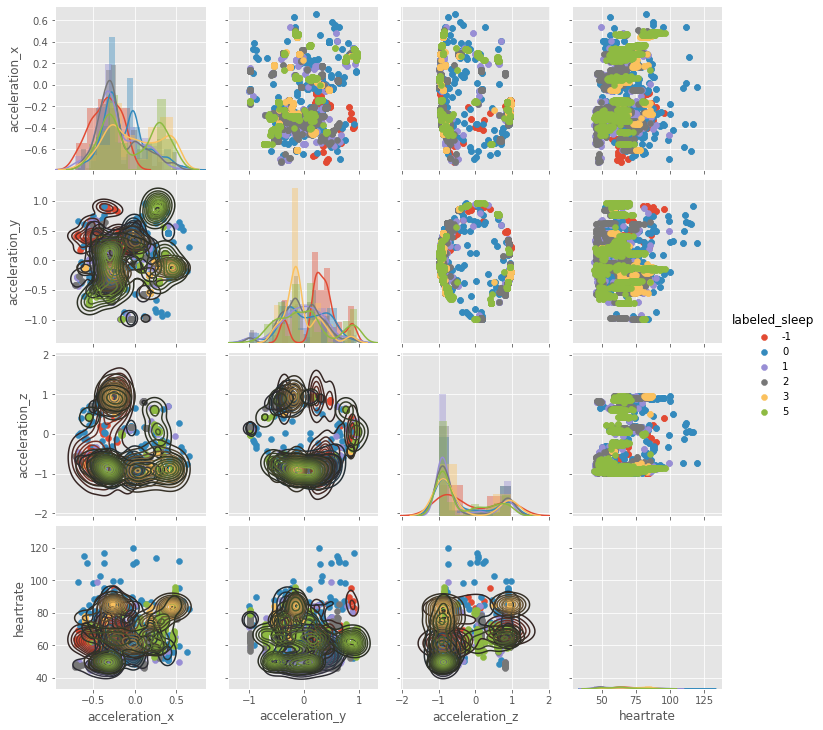 acceleration_x
0.6
0.4
0.2
0.0
−0.2
−0.4
−0.6
acceleration_y
1.0
0.5
0.0
−0.5
−1.0
labeled_sleep
-1
0
1
2
3
5
acceleration_z
2
1
0
−1
−2
heartrate
120
100
80
60
40
−0.5 0.0 0.5
−1 0 1
−2 −1 0 1 2
50 75 100 125
acceleration_x acceleration_y acceleration_z heartrate